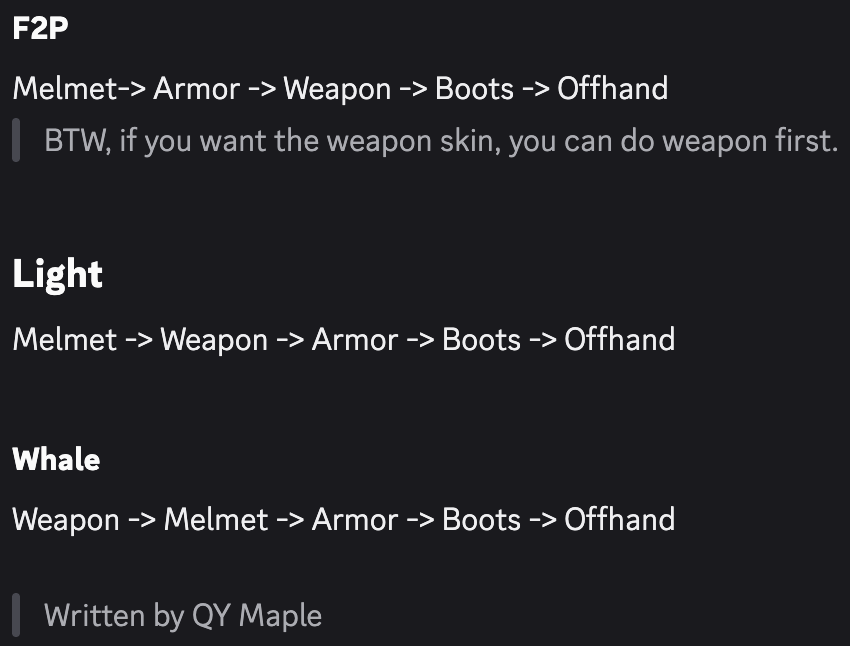 F2P
Melmet-> Armor -> Weapon -> Boots -> Offhand
BTW, if you want the weapon skin, you can do weapon first.
Light
Melmet -> Weapon -> Armor -> Boots -> Offhand
Whale
Weapon -> Melmet -> Armor -> Boots -> Offhand
Written by QY Maple